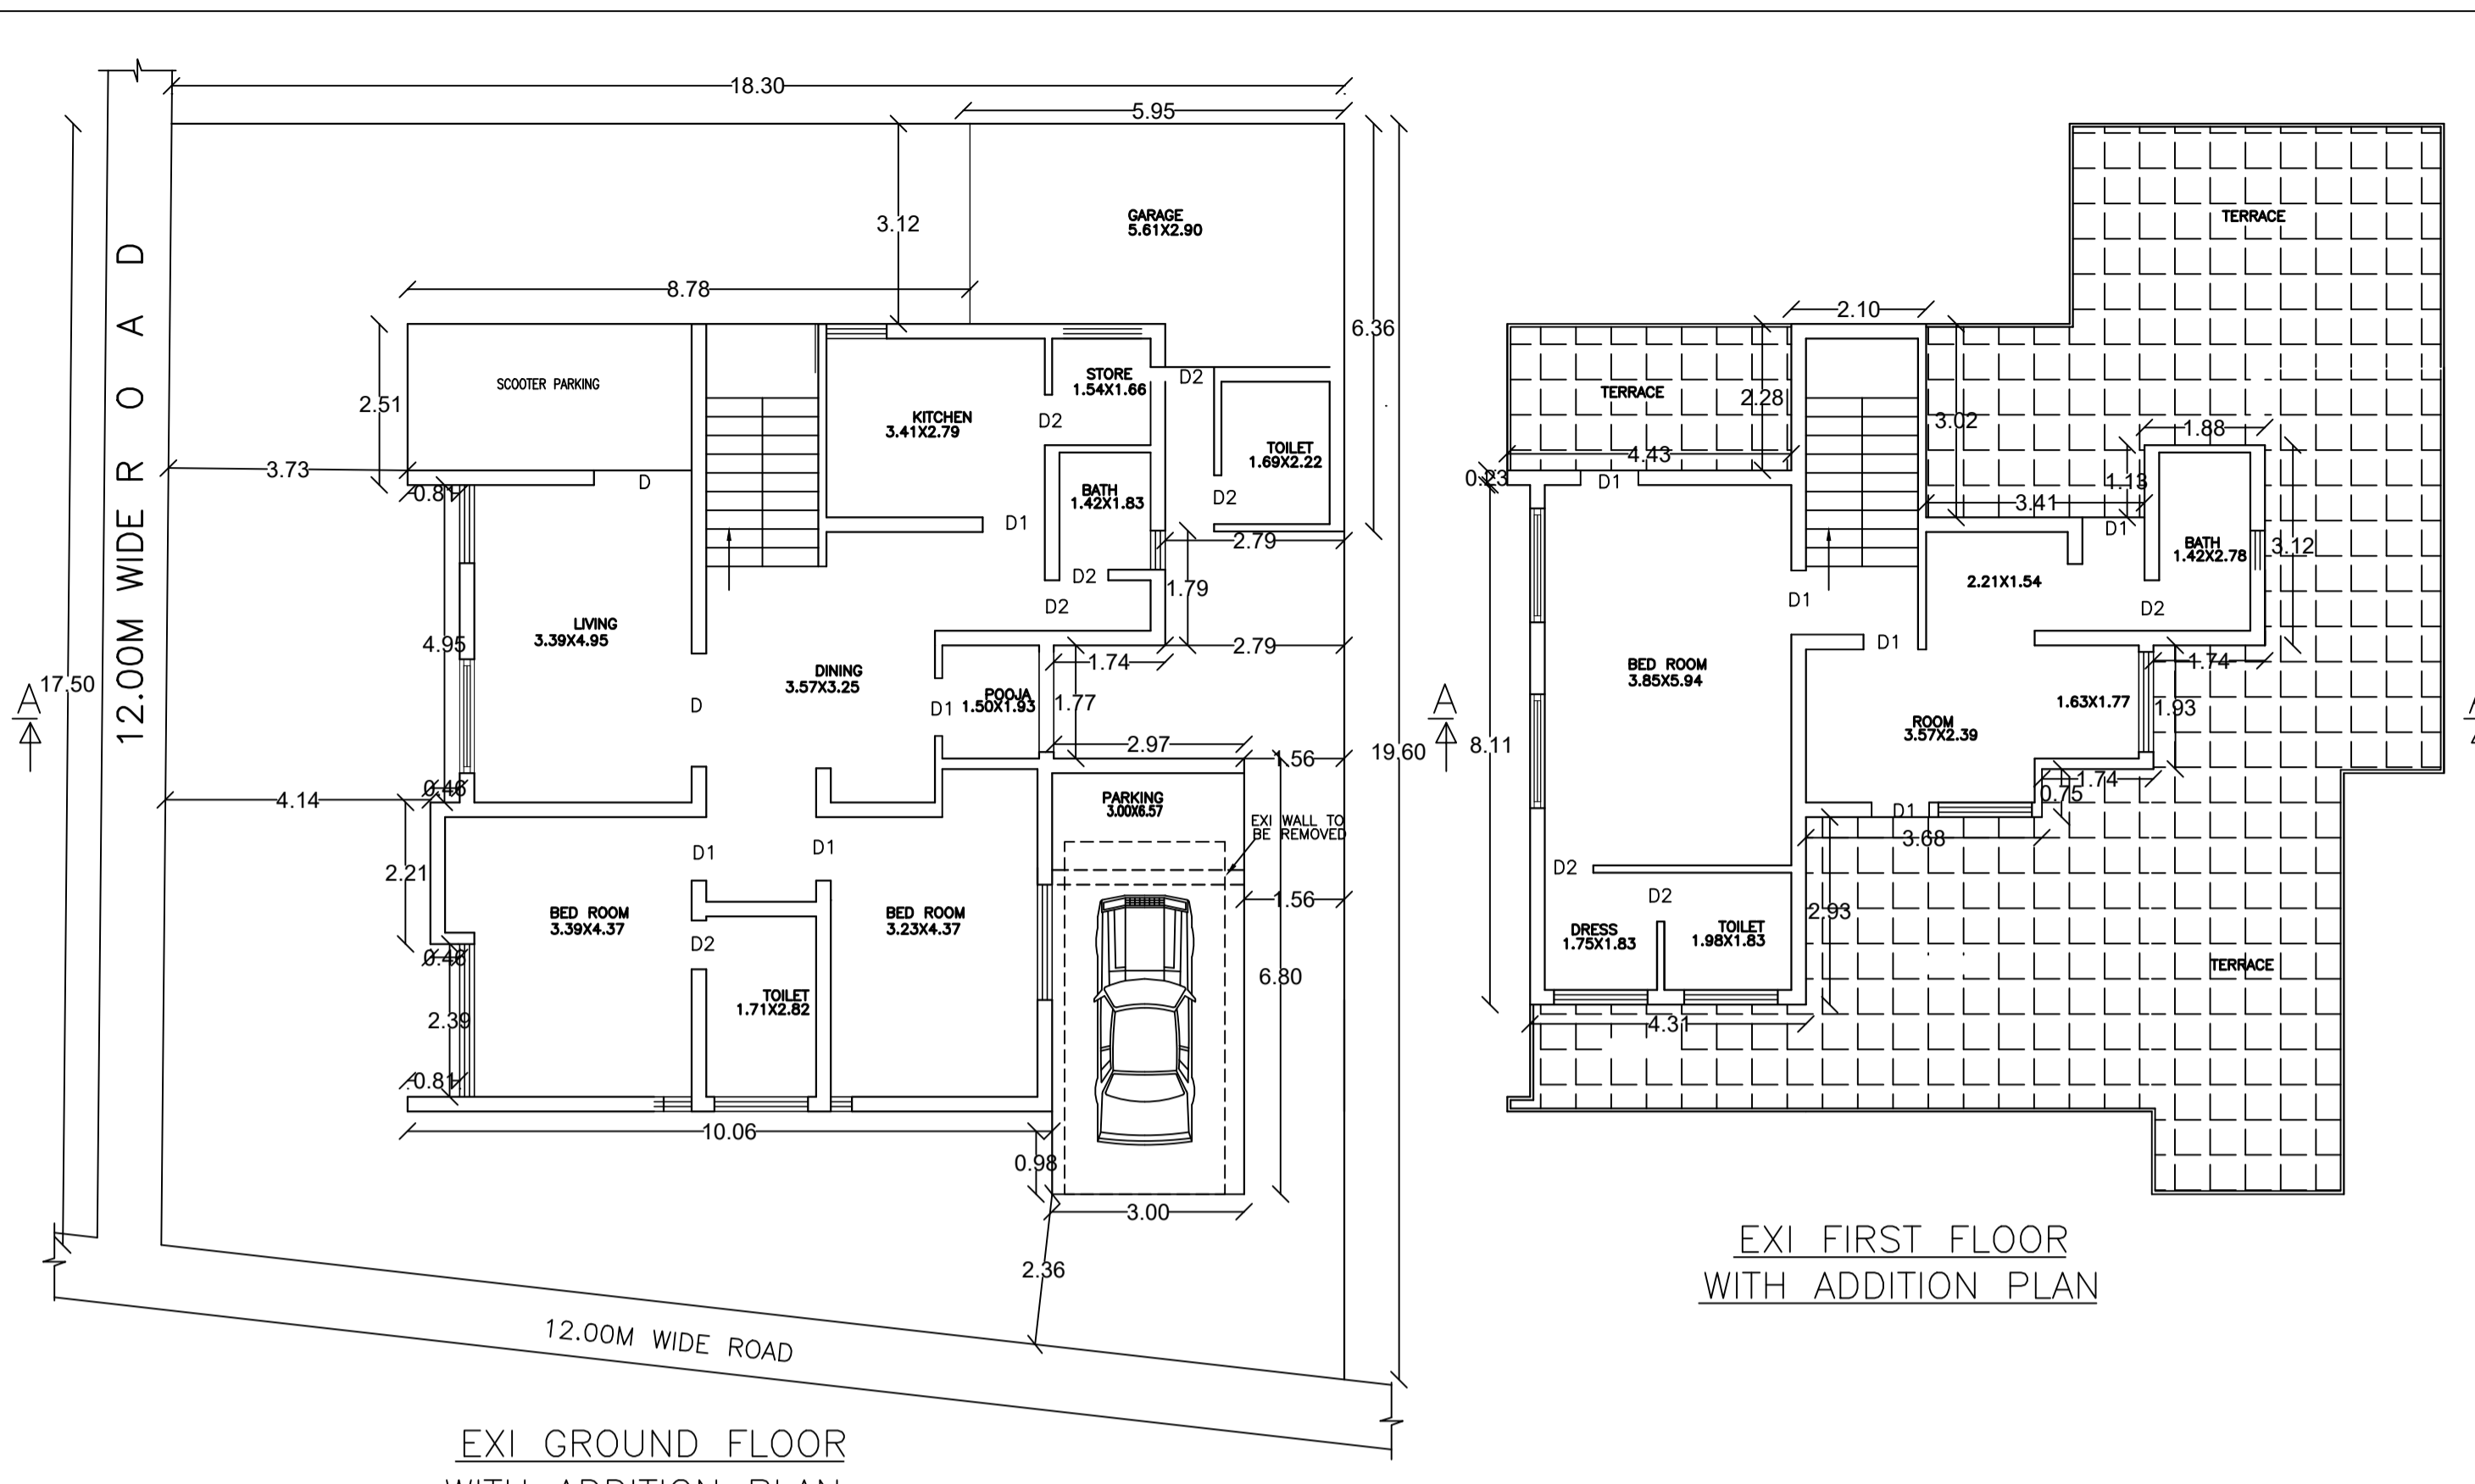 18.30
5.95
3.12
GARAGE
5.61X2.90
8.78
6.36
SCOOTER PARKING
2.51
STORE
1.54X1.66
D2
KITCHEN
3.41X2.79
D2
TOILET
1.69X2.22
3.73
0.81
D
BATH
1.42X1.83
D2
D1
2.79
D2
1.79
D2
LIVING
3.39X4.95
4.95
2.79
1.74
DINING
3.57X3.25
17.50
A
12.00M WIDE ROAD
D
D1
POOJA
1.50X1.93
1.77
2.97
1.56
19.60
0.46
4.14
PARKING
3.00X6.57
EXI WALL TO
BE REMOVED
D1
D1
2.21
1.56
BED ROOM
3.39X4.37
BED ROOM
3.23X4.37
D2
0.46
6.80
TOILET
1.71X2.82
2.39
0.81
10.06
0.98
3.00
2.36
12.00M WIDE ROAD
EXI GROUND FLOOR
WITH ADDITION PLAN
TERRACE
2.10
TERRACE
2.28
3.02
1.88
4.43
0.23
D1
1.13
3.41
D1
BATH
1.42X2.78
3.12
2.21X1.54
D1
D2
D1
BED ROOM
3.85X5.94
1.74
A
8.11
1.63X1.77
1.93
ROOM
3.57X2.39
A
1.74
0.75
D1
3.68
D2
D2
2.93
DRESS
1.75X1.83
TOILET
1.98X1.83
TERRACE
4.31
EXI FIRST FLOOR
WITH ADDITION PLAN